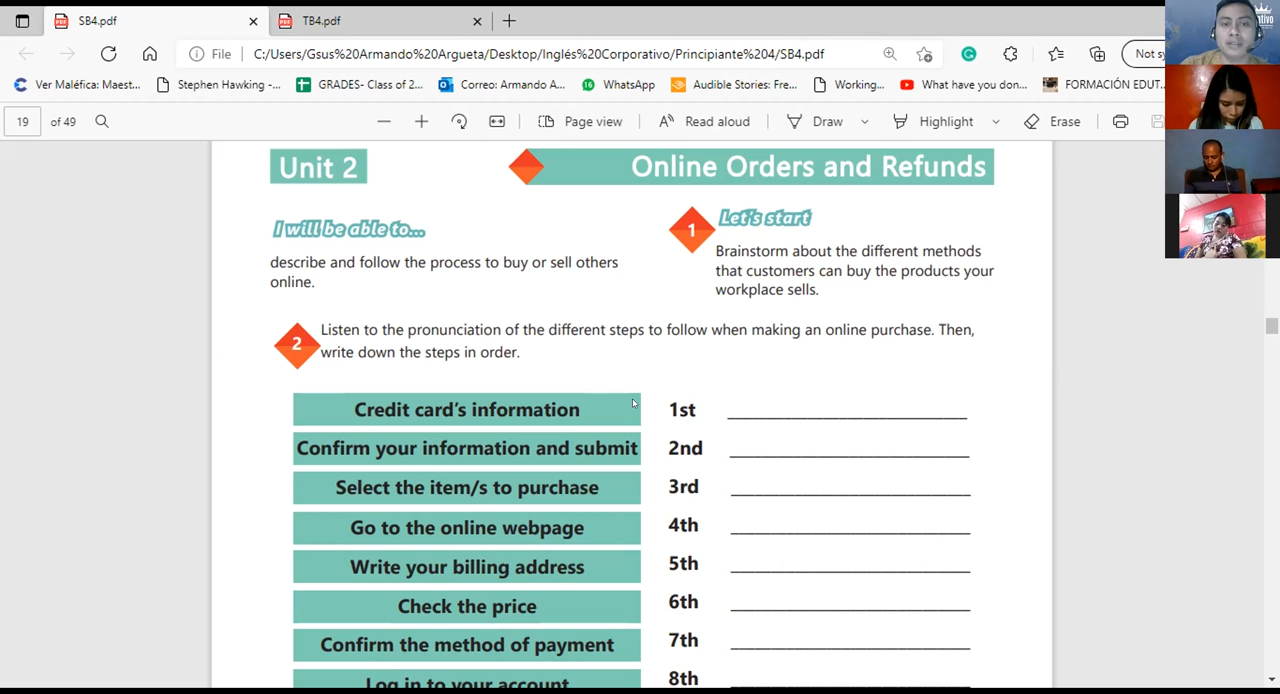 SB4.pdf
TB4.pdf
File
C:/Users/Gsus%20Armando%20Argueta/Desktop/Inglés%20Corporativo/Principiante%204/SB4.pdf
Not sy
Ver Maléfica: Maest...
Stephen Hawking -...
GRADES- Class of 2...
Correo: Armando A...
16
WhatsApp
Audible Stories: Fre...
Working...
What have you don...
FORMACIÓN EDUT...
19
of 49
Page view
Read aloud
Draw
Highlight
Erase
Unit 2
Online Orders and Refunds
I will be able to...
describe and follow the process to buy or sell others
online.
1
Let's start
Brainstorm about the different methods
that customers can buy the products your
workplace sells.
2
Listen to the pronunciation of the different steps to follow when making an online purchase. Then,
write down the steps in order.
Credit card's information
1st
Confirm your information and submit
2nd
Select the item/s to purchase
3rd
Go to the online webpage
4th
Write your billing address
5th
Check the price
6th
Confirm the method of payment
7th
Log in to your account
8th